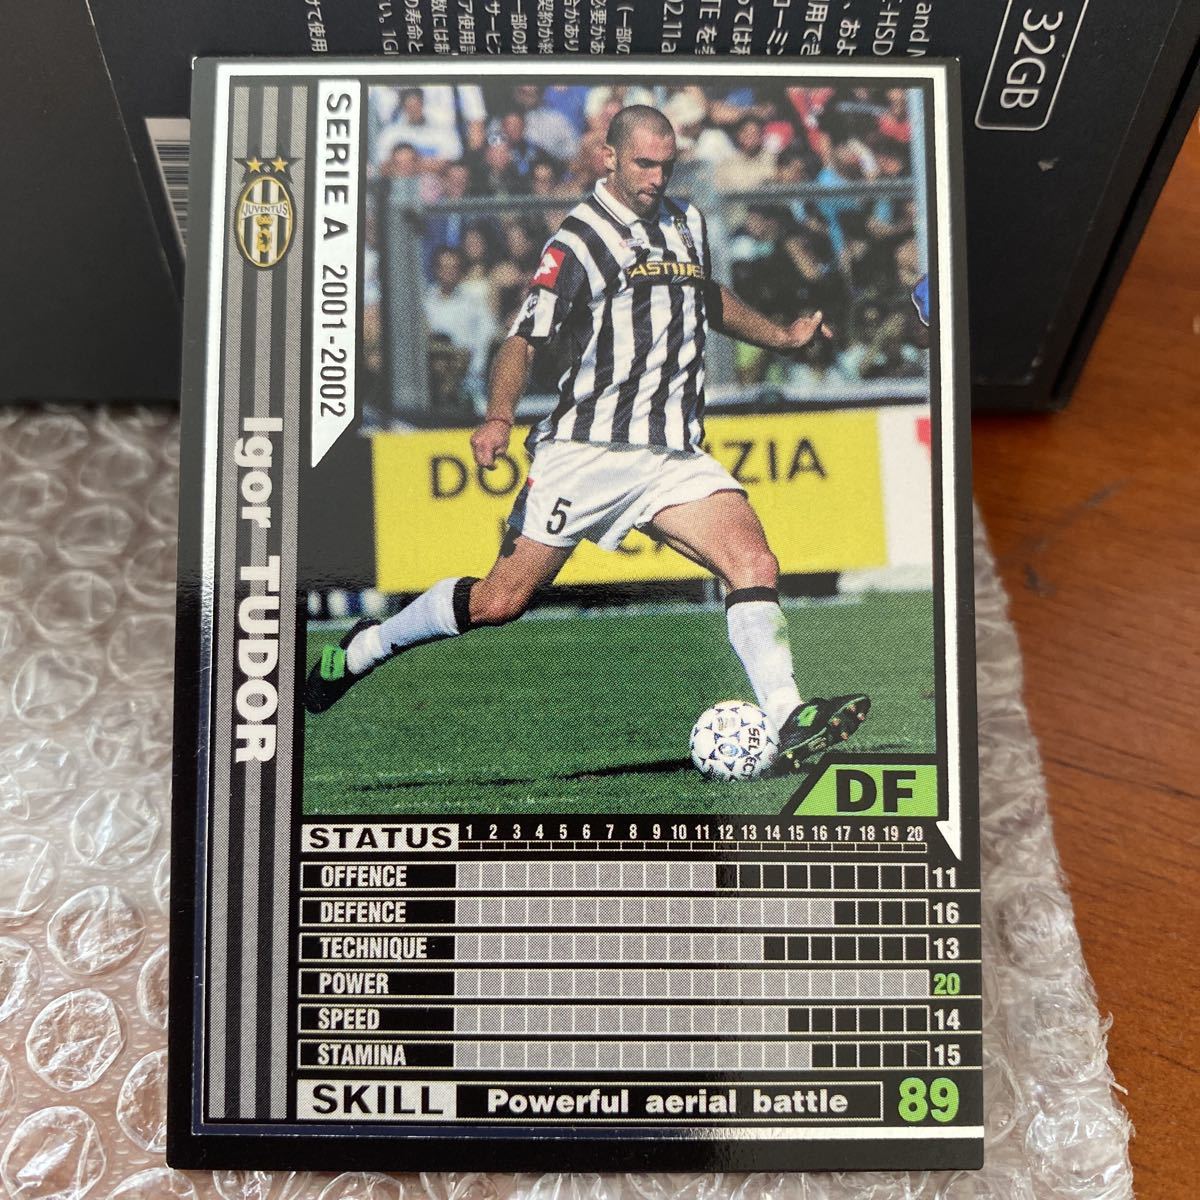 32GB
SERIE A 2001-2002
JUVENTUS
Igor TUDOR
5
SELECT
DF
STATUS 1 2 3 4 5 6 7 8 9 10 11 12 13 14 15 16 17 18 19 20
OFFENCE 11
DEFENCE 16
TECHNIQUE 13
POWER 20
SPEED 14
STAMINA 15
SKILL Powerful aerial battle 89